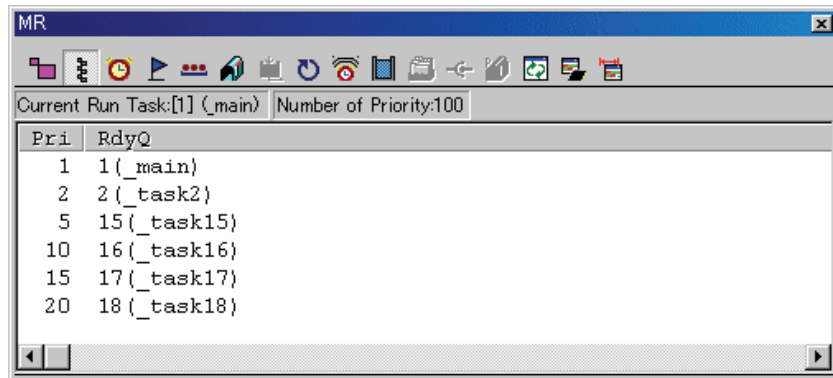 MR
Current Run Task:[1] (_main) Number of Priority:100
Pri RdyQ
1 1(_main)
2 2(_task2)
5 15(_task15)
10 16(_task16)
15 17(_task17)
20 18(_task18)